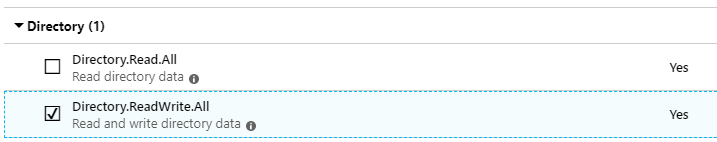 Directory (1)
Directory.Read.All
Read directory data
Yes
Directory.ReadWrite.All
Read and write directory data
Yes